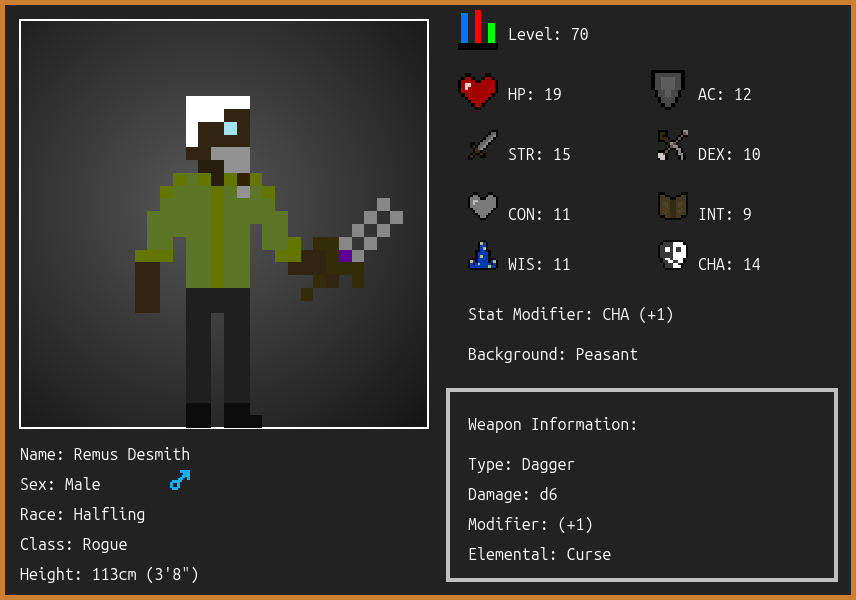 Level: 70
HP: 19
AC: 12
STR: 15
DEX: 10
CON: 11
INT: 9
WIS: 11
CHA: 14
Stat Modifier: CHA (+1)
Background: Peasant
Weapon Information:
Type: Dagger
Damage: d6
Modifier: (+1)
Elemental: Curse
Name: Remus Desmith
Sex: Male
Race: Halfling
Class: Rogue
Height: 113cm (3'8")